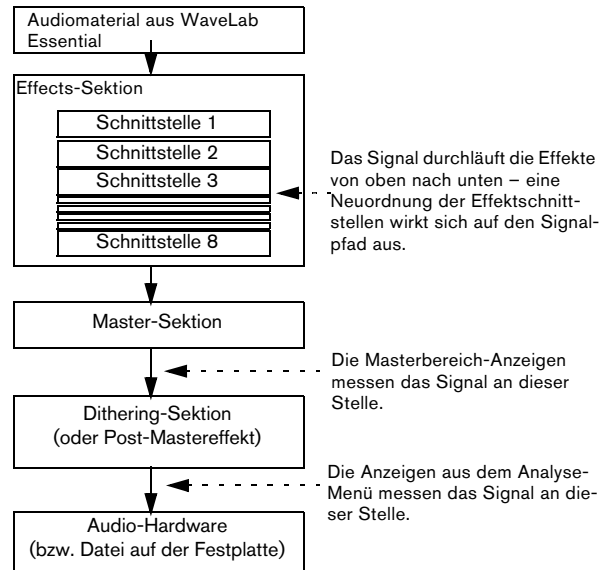 Audiomaterial aus WaveLab
Essential
Effects-Sektion
Schnittstelle 1
Schnittstelle 2
Schnittstelle 3
Schnittstelle 8
Das Signal durchläuft die Effekte
von oben nach unten – eine
Neuordnung der Effektschnitt-
stellen wirkt sich auf den Signal-
pfad aus.
Master-Sektion
Die Masterbereich-Anzeigen
messen das Signal an dieser
Stelle.
Dithering-Sektion
(oder Post-Mastereffekt)
Die Anzeigen aus dem Analyse-
Menü messen das Signal an die-
ser Stelle.
Audio-Hardware
(bzw. Datei auf der Festplatte)